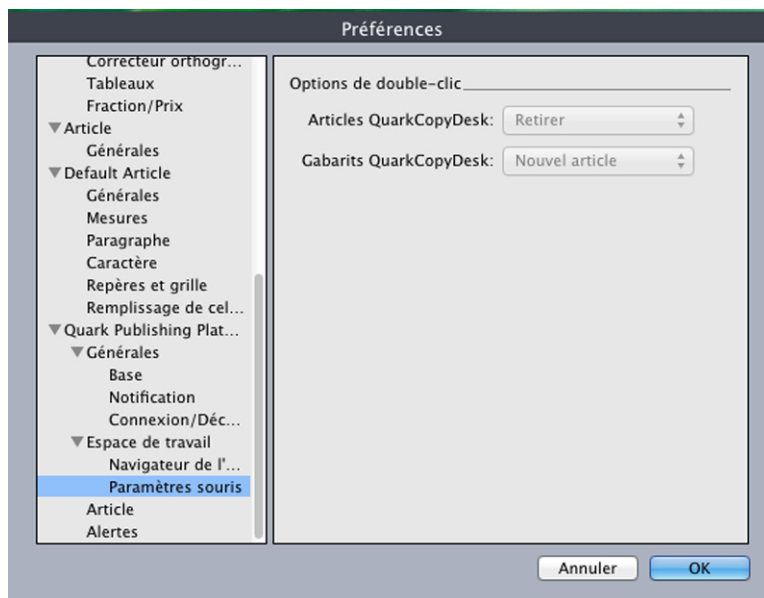 Préférences
Correcteur orthogr...
Tableaux
Fraction/Prix
Article
Générales
Default Article
Générales
Mesures
Paragraphe
Caractère
Repères et grille
Remplissage de cel...
Quark Publishing Plat...
Générales
Base
Notification
Connexion/Déc...
Espace de travail
Navigateur de l'...
Paramètres souris
Article
Alertes
Options de double-clic
Articles QuarkCopyDesk: Retirer
Gabarits QuarkCopyDesk: Nouvel article
Annuler OK